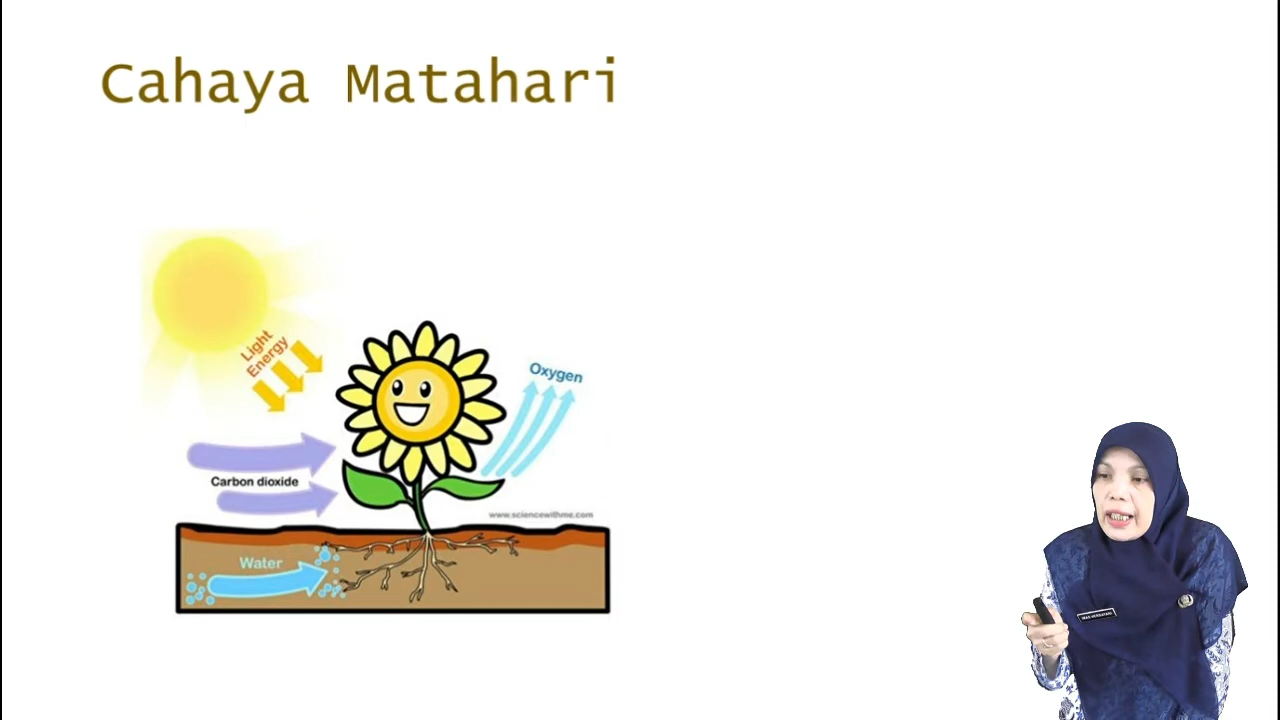 Cahaya Matahari
Light
Energy
Oxygen
Carbon dioxide
www.sciencewithme.com
Water